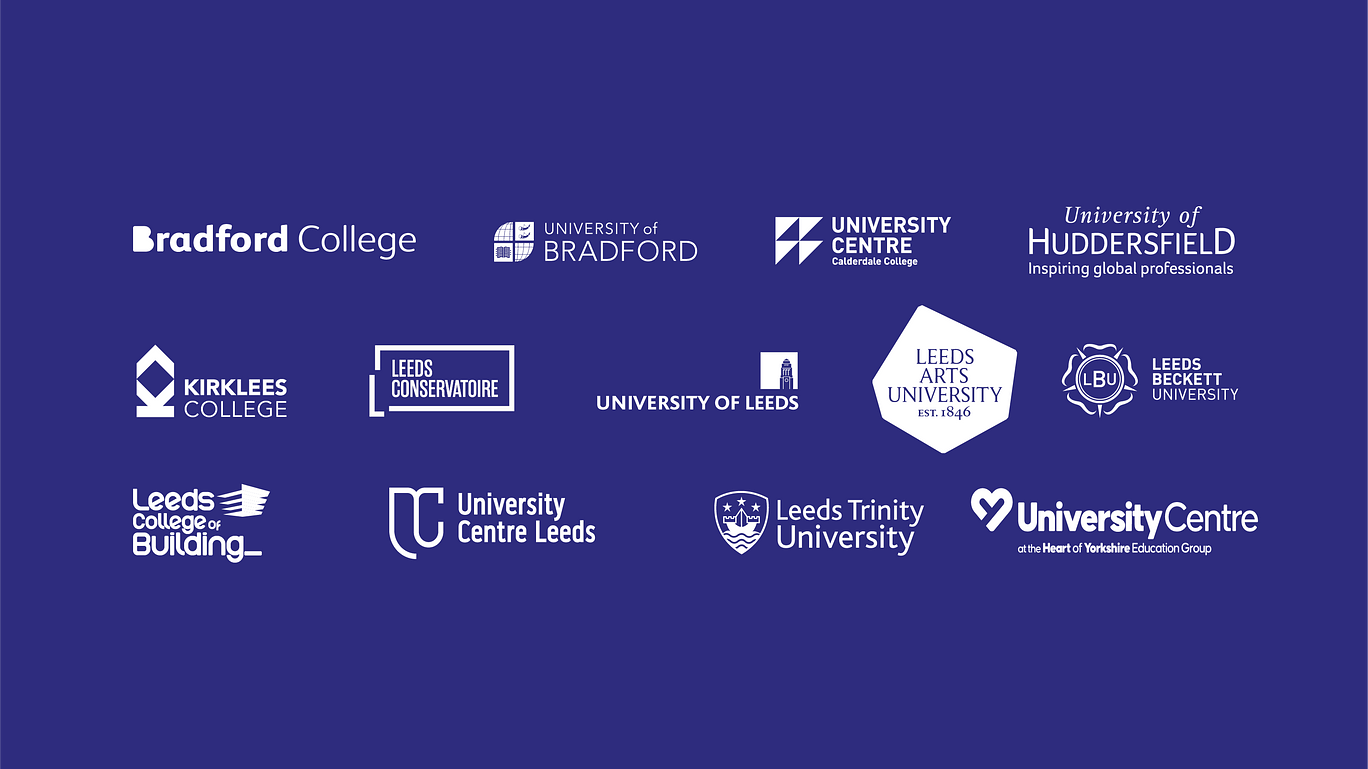 Bradford College
UNIVERSITY of
BRADFORD
UNIVERSITY
CENTRE
Calderdale College
University of
HUDDERSFIELD
Inspiring global professionals
KIRKLEES
COLLEGE
LEEDS
CONSERVATOIRE
UNIVERSITY OF LEEDS
LEEDS
ARTS
UNIVERSITY
EST. 1846
LBU
LEEDS
BECKETT
UNIVERSITY
Leeds
College of
Building_
University
Centre Leeds
Leeds Trinity
University
University Centre
at the Heart of Yorkshire Education Group